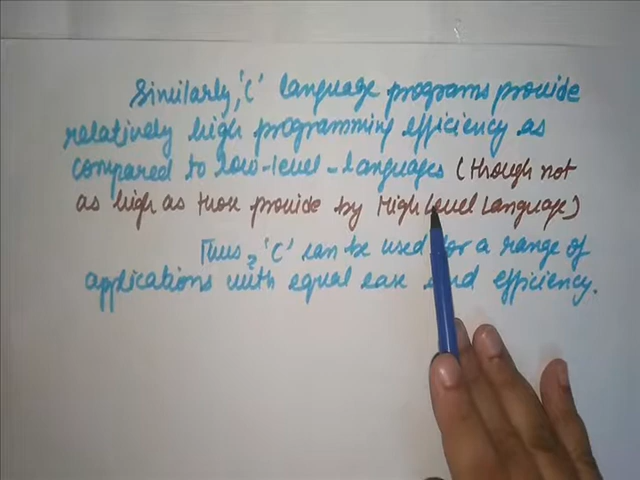 Similarly, 'C' language programs provide
relatively high programming efficiency as
compared to low-level-languages (though not
as high as those provide by High level Language)
Thus, 'C' can be used for a range of
applications with equal ease and efficiency.